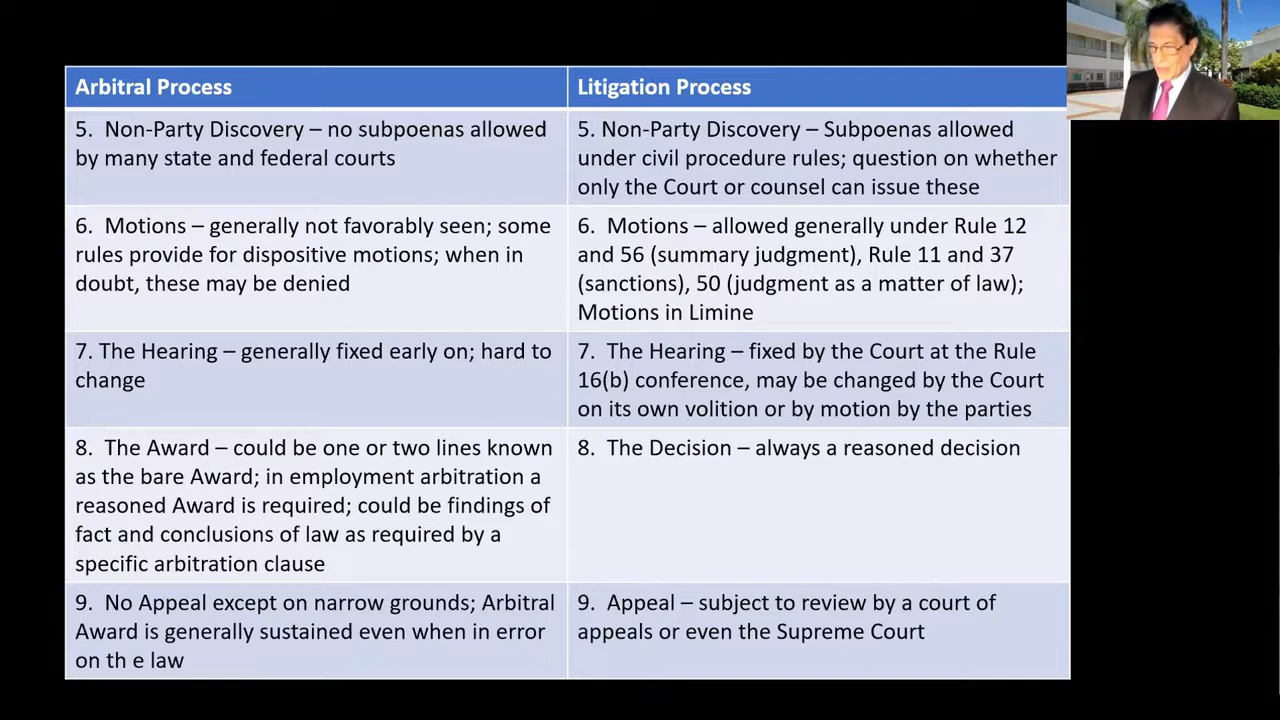 Arbitral Process
Litigation Process
5.  Non-Party Discovery – no subpoenas allowed
by many state and federal courts
5. Non-Party Discovery – Subpoenas allowed
under civil procedure rules; question on whether
only the Court or counsel can issue these
6.  Motions – generally not favorably seen; some
rules provide for dispositive motions; when in
doubt, these may be denied
6.  Motions – allowed generally under Rule 12
and 56 (summary judgment), Rule 11 and 37
(sanctions), 50 (judgment as a matter of law);
Motions in Limine
7. The Hearing – generally fixed early on; hard to
change
7.  The Hearing – fixed by the Court at the Rule
16(b) conference, may be changed by the Court
on its own volition or by motion by the parties
8.  The Award – could be one or two lines known
as the bare Award; in employment arbitration a
reasoned Award is required; could be findings of
fact and conclusions of law as required by a
specific arbitration clause
8.  The Decision – always a reasoned decision
9.  No Appeal except on narrow grounds; Arbitral
Award is generally sustained even when in error
on th e law
9.  Appeal – subject to review by a court of
appeals or even the Supreme Court